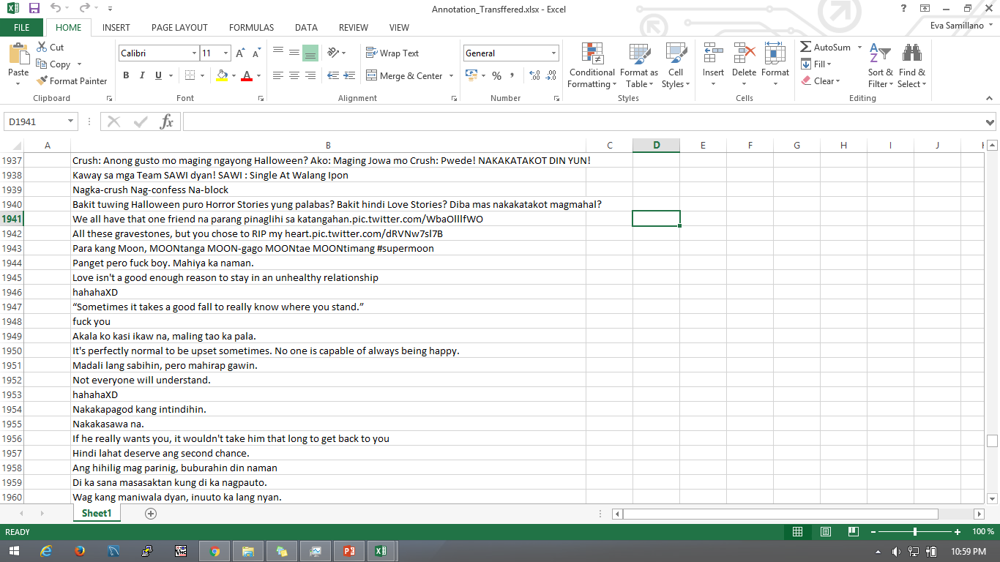 Annotation_Transffered.xlsx - Excel
FILE HOME INSERT PAGE LAYOUT FORMULAS DATA REVIEW VIEW
Eva Samillano
Paste
Cut
Copy
Format Painter
Clipboard
Calibri 11
B I U
Font
Wrap Text
Merge & Center
Alignment
General
Number
Conditional Formatting
Format as Table
Cell Styles
Styles
Insert Delete Format
Cells
AutoSum
Fill
Clear
Sort & Filter
Find & Select
Editing
D1941
A B C D E F G H I J
1937 Crush: Anong gusto mo maging ngayong Halloween? Ako: Maging Jowa mo Crush: Pwede! NAKAKATAKOT DIN YUN!
1938 Kaway sa mga Team SAWI dyan! SAWI : Single At Walang Ipon
1939 Nagka-crush Nag-confess Na-block
1940 Bakit tuwing Halloween puro Horror Stories yung palabas? Bakit hindi Love Stories? Diba mas nakakatakot magmahal?
1941 We all have that one friend na parang pinaglihi sa katangahan.pic.twitter.com/WbaOlllfWO
1942 All these gravestones, but you chose to RIP my heart.pic.twitter.com/dRVNw7sl7B
1943 Para kang Moon, MOONtanga MOON-gago MOONtae MOONtimang #supermoon
1944 Panget pero fuck boy. Mahiya ka naman.
1945 Love isn't a good enough reason to stay in an unhealthy relationship
1946 hahahaXD
1947 “Sometimes it takes a good fall to really know where you stand.”
1948 fuck you
1949 Akala ko kasi ikaw na, maling tao ka pala.
1950 It's perfectly normal to be upset sometimes. No one is capable of always being happy.
1951 Madali lang sabihin, pero mahirap gawin.
1952 Not everyone will understand.
1953 hahahaXD
1954 Nakakapagod kang intindihin.
1955 Nakakasawa na.
1956 If he really wants you, it wouldn't take him that long to get back to you
1957 Hindi lahat deserve ang second chance.
1958 Ang hihilig mag parinig, buburahin din naman
1959 Di ka sana masasaktan kung di ka nagpauto.
1960 Wag kang maniwala dyan, inuuto ka lang nyan.
Sheet1
READY
100 %
10:59 PM